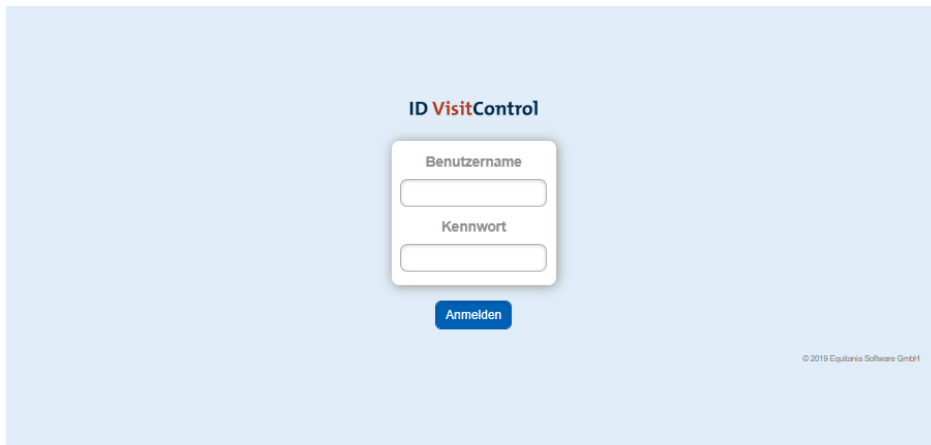 ID VisitControl
Benutzername
Kennwort
Anmelden
© 2019 Equitania Software GmbH